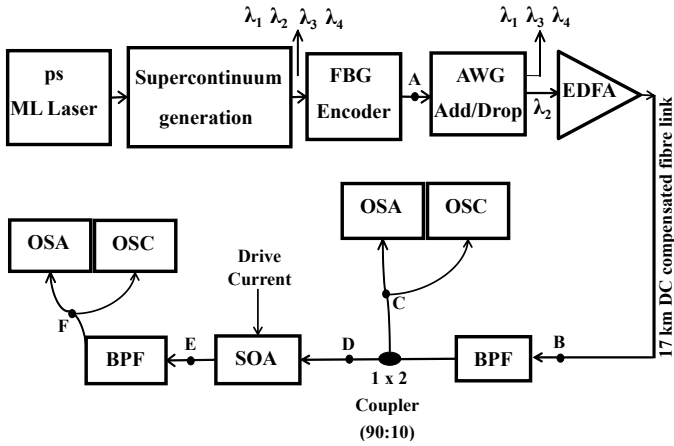 λ1 λ2 λ3 λ4
λ1 λ3 λ4
ps
ML Laser
Supercontinuum
generation
FBG
Encoder
A
AWG
Add/Drop
λ2
EDFA
17 km DC compensated fibre link
OSA
OSC
OSA
OSC
Drive
Current
C
F
E
D
B
BPF
SOA
BPF
1 x 2
Coupler
(90:10)